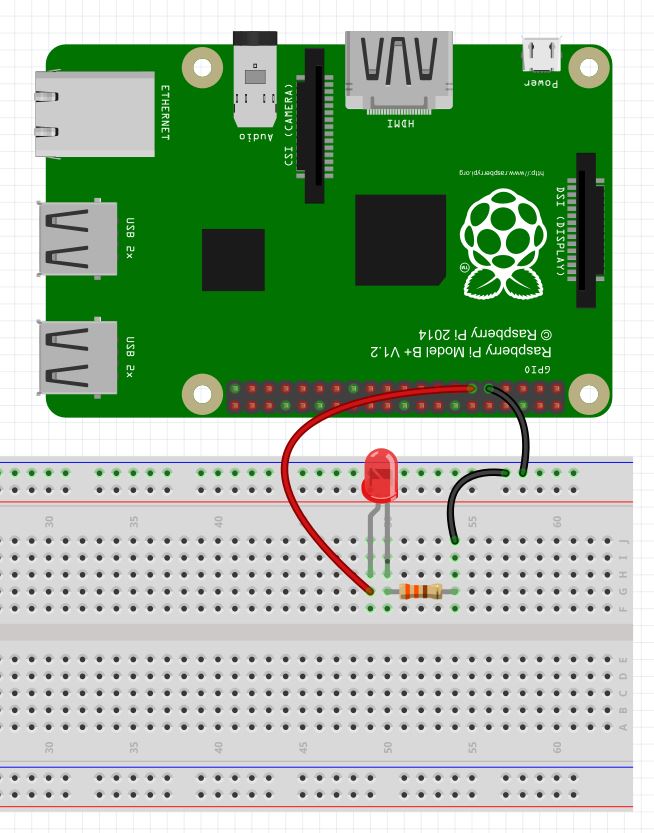 Power
HDMI
Audio
CSI (CAMERA)
ETHERNET
http://www.raspberrypi.org
DSI (DISPLAY)
TM
USB 2x
USB 2x
Raspberry Pi Model B+ V1.2
© Raspberry Pi 2014
GPIO
30 35 40 45 50 55 60
J
I
H
G
F
E
D
C
B
A
30 35 40 45 50 55 60